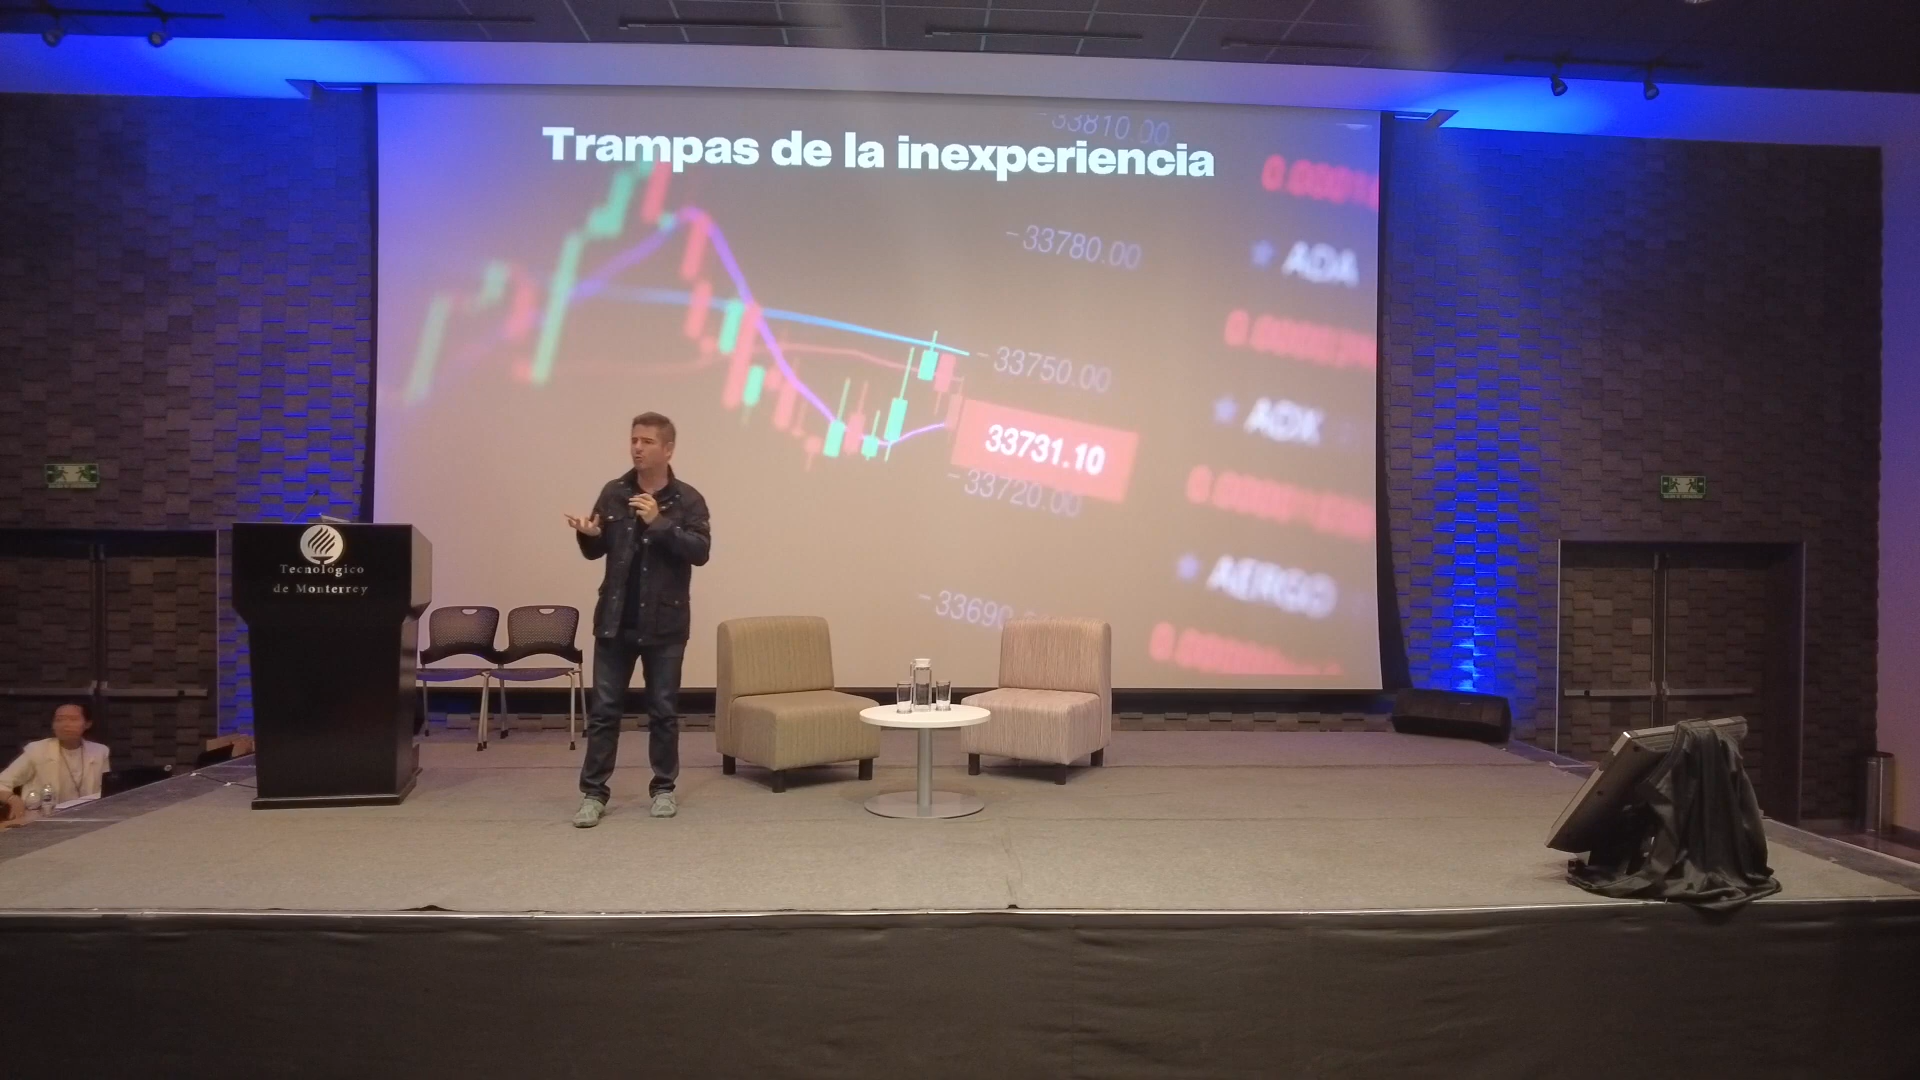 33810.00
Trampas de la inexperiencia
33780.00
ADA
33750.00
ADX
33731.10
33720.00
AERGO
33690
Tecnológico
de Monterrey